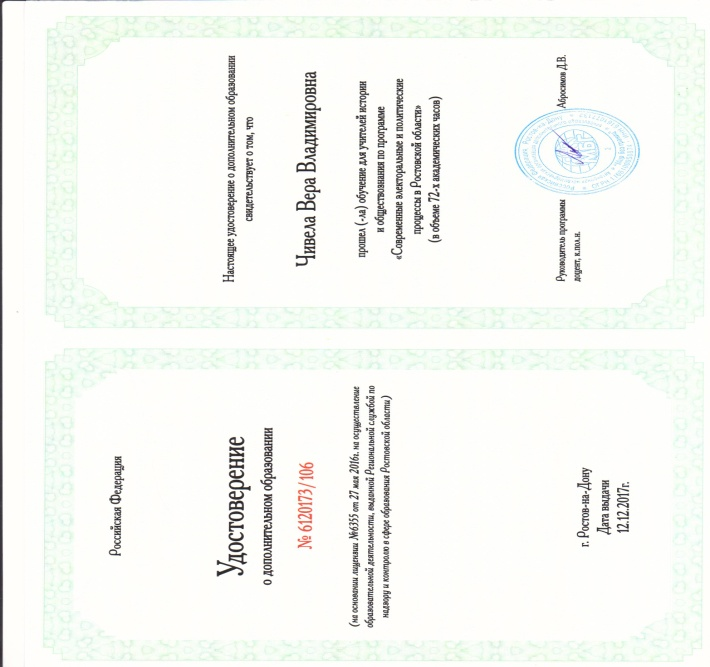 Российская Федерация
Удостоверение
о дополнительном образовании
№ 6120173/106
(на основании лицензии №6355 от 27 мая 2016г. на осуществление
образовательной деятельности, выданной Региональной службой по
надзору и контролю в сфере образования Ростовской области)
г. Ростов-на-Дону
Дата выдачи
12.12.2017г.
Настоящее удостоверение о дополнительном образовании
свидетельствует о том, что
Чивела Вера Владимировна
прошел (-ла) обучение для учителей истории
и обществознания по программе
«Современные электоральные и политические
процессы в Ростовской области»
(в объеме 72-х академических часов)
Руководитель программы
доцент, к.пол.н.
Абросимов Д.В.